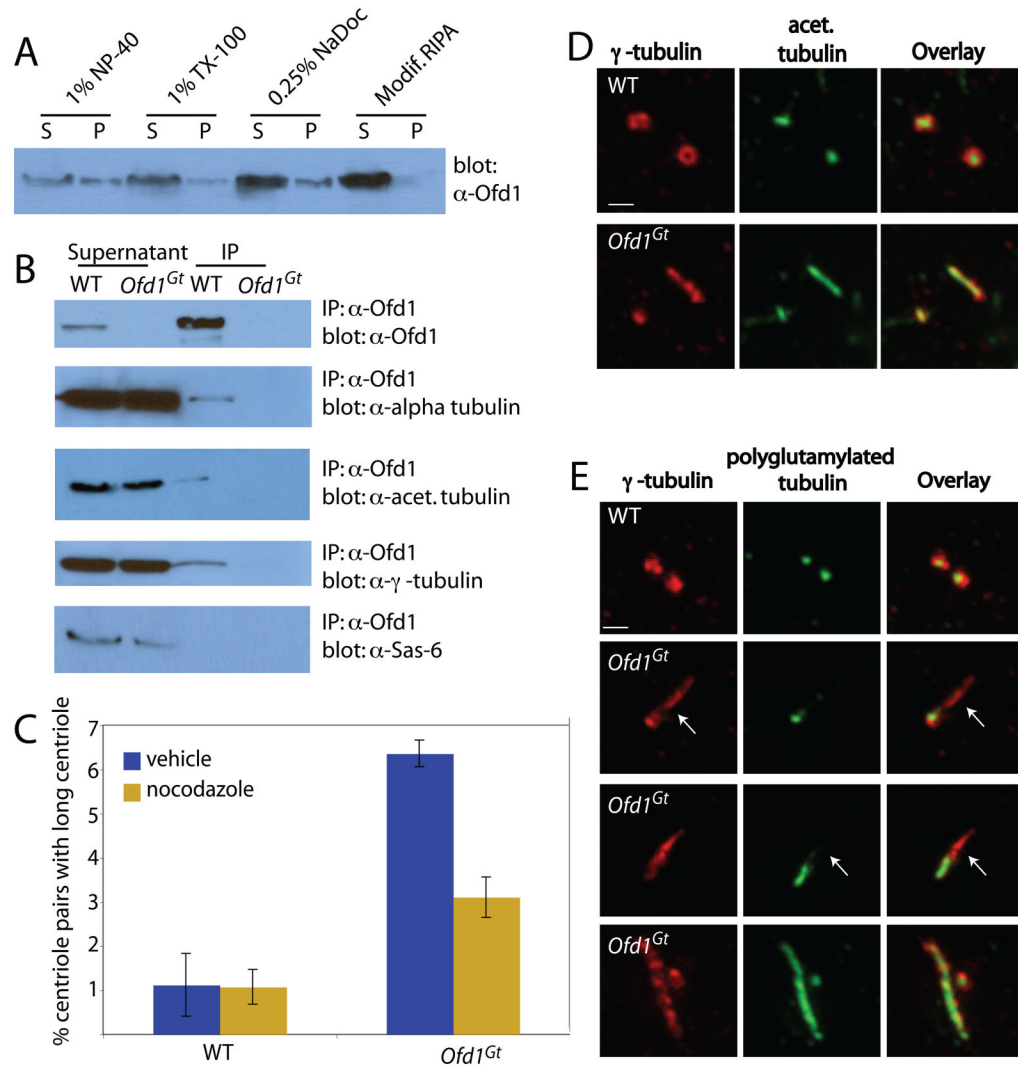 A
1% NP-40
1% TX-100
0.25% NaDoc
Modif. RIPA
S P S P S P S P
blot:
α-Ofd1
B
Supernatant IP
WT Ofd1Gt WT Ofd1Gt
IP: α-Ofd1
blot: α-Ofd1
IP: α-Ofd1
blot: α-alpha tubulin
IP: α-Ofd1
blot: α-acet. tubulin
IP: α-Ofd1
blot: α-γ -tubulin
IP: α-Ofd1
blot: α-Sas-6
C
% centriole pairs with long centriole
7
6
5
4
3
2
1
vehicle
nocodazole
WT
Ofd1Gt
D
γ -tubulin
acet.
tubulin
Overlay
WT
Ofd1Gt
E
γ -tubulin
polyglutamylated
tubulin
Overlay
WT
Ofd1Gt
Ofd1Gt
Ofd1Gt